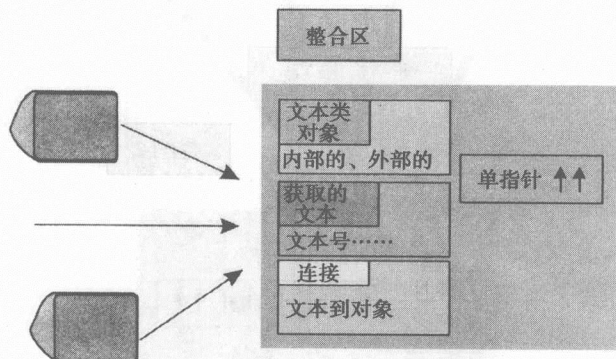 整合区
文本类
对象
内部的、外部的
单指针 ↑↑
获取的
文本
文本号……
连接
文本到对象